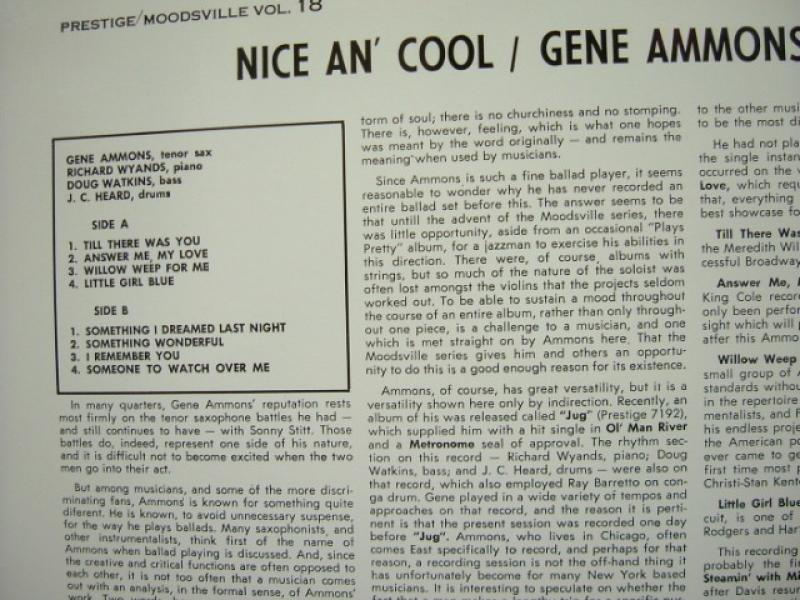 PRESTIGE/MOODSVILLE VOL. 18
NICE AN' COOL / GENE AMMONS
GENE AMMONS, tenor sax
RICHARD WYANDS, piano
DOUG WATKINS, bass
J. C. HEARD, drums
SIDE A
1. TILL THERE WAS YOU
2. ANSWER ME, MY LOVE
3. WILLOW WEEP FOR ME
4. LITTLE GIRL BLUE
SIDE B
1. SOMETHING I DREAMED LAST NIGHT
2. SOMETHING WONDERFUL
3. I REMEMBER YOU
4. SOMEONE TO WATCH OVER ME
In many quarters, Gene Ammons' reputation rests
most firmly on the tenor saxophone battles he had —
and still continues to have — with Sonny Stitt. Those
battles do, indeed, represent one side of his nature,
and it is difficult not to become excited when the two
men go into their act.
But among musicians, and some of the more discri-
minating fans, Ammons is known for something quite
diferent. He is known, to avoid unnecessary suspense,
for the way he plays ballads. Many saxophonists, and
other instrumentalists, think first of the name of
Ammons when ballad playing is discussed. And, since
the creative and critical functions are often opposed to
each other, it is not too often that a musician comes
out with an analysis, in the formal sense, of Ammons'
work. Two words
form of soul; there is no churchiness and no stomping.
There is, however, feeling, which is what one hopes
was meant by the word originally — and remains the
meaning when used by musicians.
Since Ammons is such a fine ballad player, it seems
reasonable to wonder why he has never recorded an
entire ballad set before this. The answer seems to be
that untill the advent of the Moodsville series, there
was little opportunity, aside from an occasional "Plays
Pretty" album, for a jazzman to exercise his abilities in
this direction. There were, of course, albums with
strings, but so much of the nature of the soloist was
often lost amongst the violins that the projects seldom
worked out. To be able to sustain a mood throughout
the course of an entire album, rather than only through-
out one piece, is a challenge to a musician, and one
which is met straight on by Ammons here. That the
Moodsville series gives him and others an opportu-
nity to do this is a good enough reason for its existence.
Ammons, of course, has great versatility, but it is a
versatility shown here only by indirection. Recently, an
album of his was released called "Jug" (Prestige 7192),
which supplied him with a hit single in Ol' Man River
and a Metronome seal of approval. The rhythm sec-
tion on this record — Richard Wyands, piano; Doug
Watkins, bass; and J. C. Heard, drums — were also on
that record, which also employed Ray Barretto on con-
ga drum. Gene played in a wide variety of tempos and
approaches on that record, and the reason it is perti-
nent is that the present session was recorded one day
before "Jug". Ammons, who lives in Chicago, often
comes East specifically to record, and perhaps for that
reason, a recording session is not the off-hand thing it
has unfortunately become for many New York based
musicians. It is interesting to speculate on whether the
to the other musi
to be the most di
He had not pla
the single instan
occurred on the v
Love, which requ
that, everything
best showcase fo
Till There Was
the Meredith Wil
cessful Broadway
Answer Me, M
King Cole recor
only been perfor
sight which will
after this Ammo
Willow Weep
small group of A
standards withou
in the repertoire
mentalists, and F
his endless proje
the American po
ever came to ge
first time most p
Christi-Stan Kent
Little Girl Blue
cuit, is one of
Rodgers and Har
This recording
probably the fi
Steamin' with Mi
after Davis resur